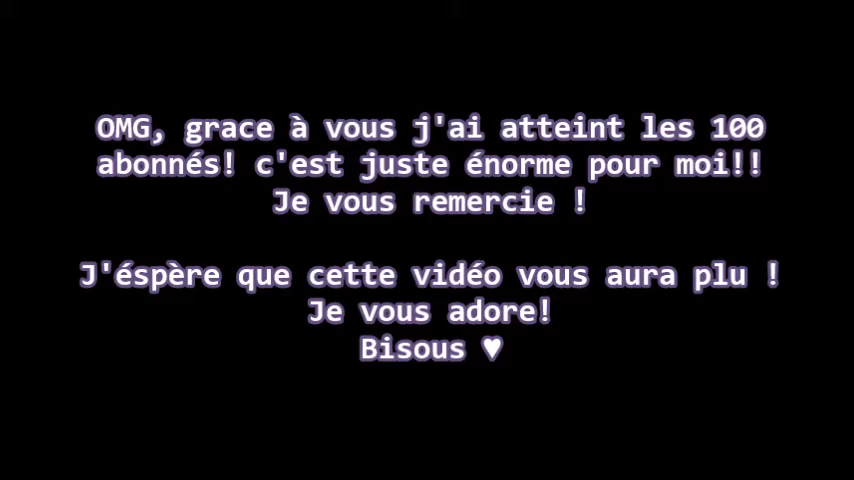 OMG, grace à vous j'ai atteint les 100
abonnés! c'est juste énorme pour moi!!
Je vous remercie !
J'éspère que cette vidéo vous aura plu !
Je vous adore!
Bisous ♥